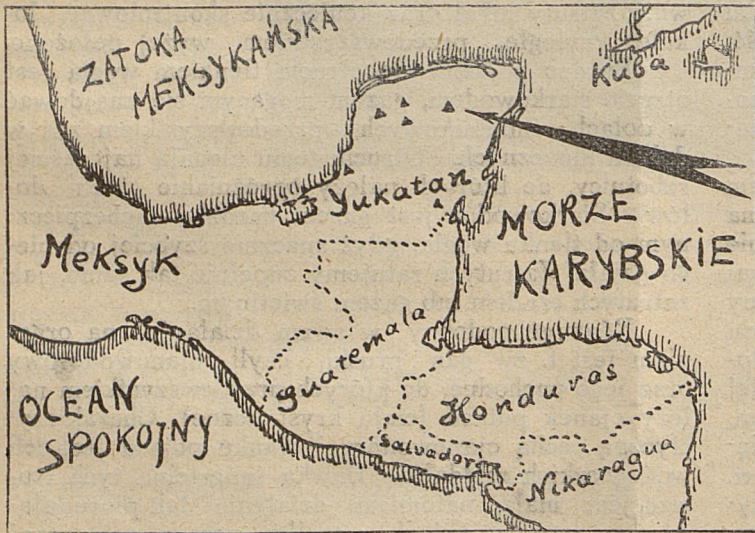 ZATOKA
MEKSYKAŃSKA
Kuba
Yukatan
MORZE
KARYBSKIE
Meksyk
Guatemala
Honduras
OCEAN
SPOKOJNY
Salvador
Nikaragua